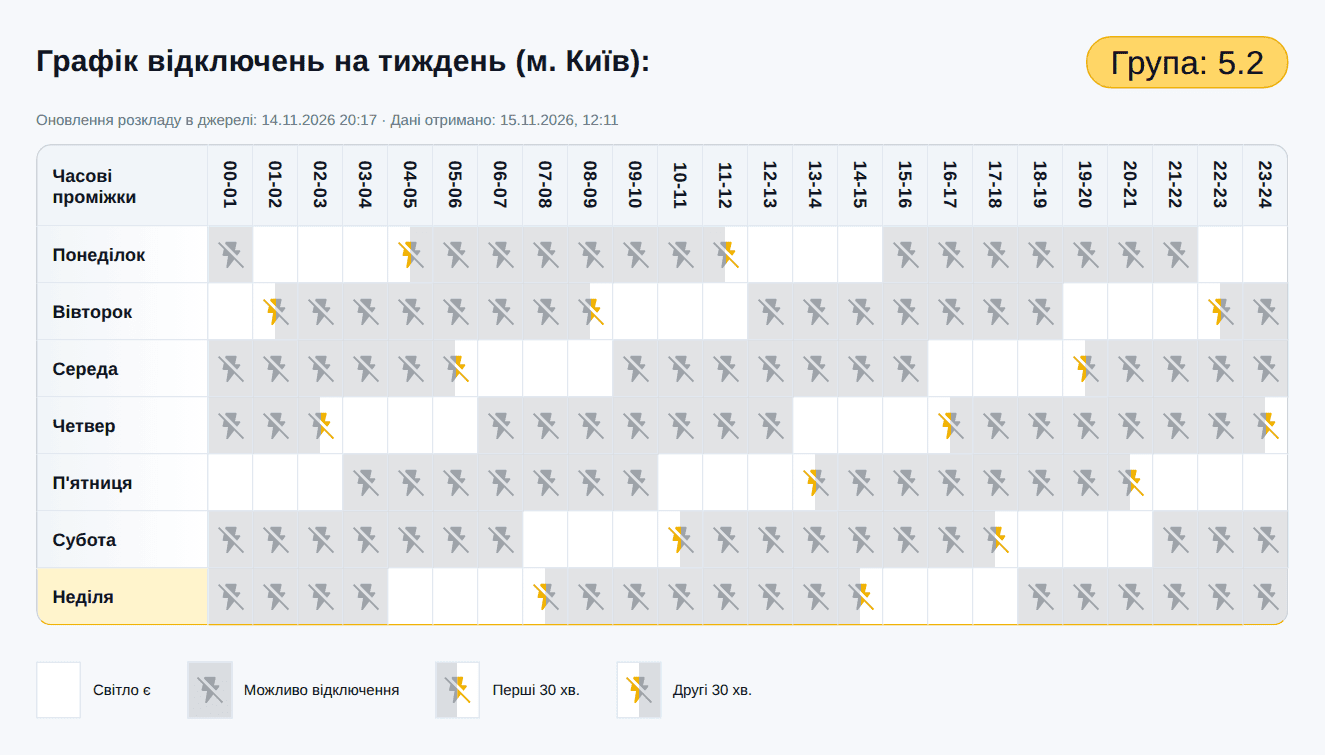 Графік відключень на тиждень (м. Київ):
Група: 5.2
Оновлення розкладу в джерелі: 14.11.2026 20:17 · Дані отримано: 15.11.2026, 12:11
Часові
проміжки
00-01
01-02
02-03
03-04
04-05
05-06
06-07
07-08
08-09
09-10
10-11
11-12
12-13
13-14
14-15
15-16
16-17
17-18
18-19
19-20
20-21
21-22
22-23
23-24
Понеділок
Вівторок
Середа
Четвер
П'ятниця
Субота
Неділя
Світло є
Можливо відключення
Перші 30 хв.
Другі 30 хв.